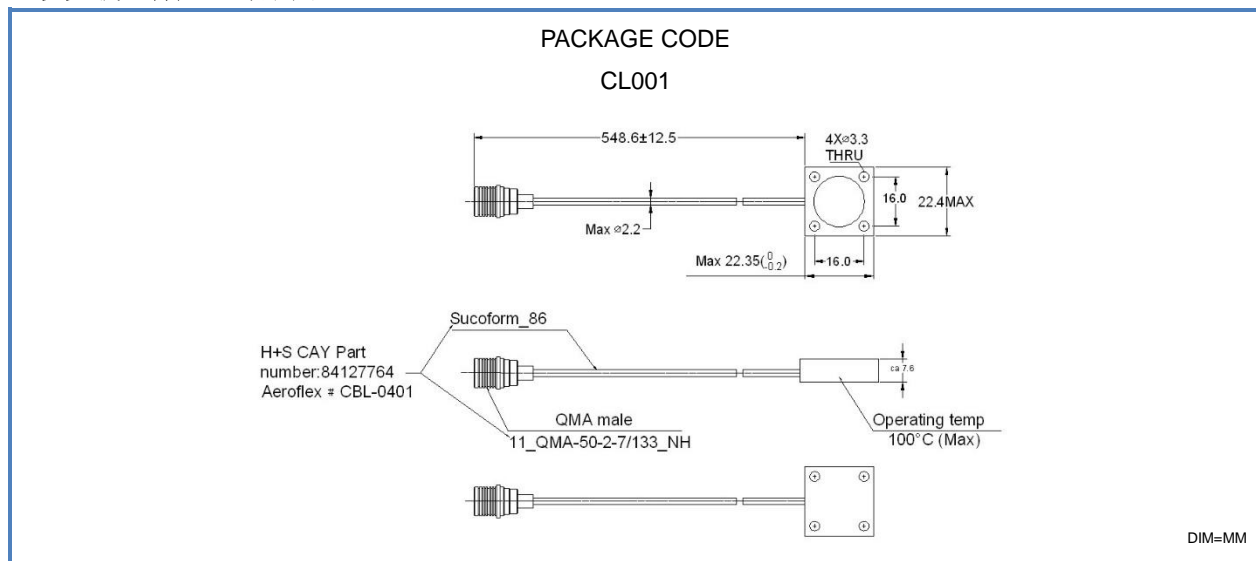 PACKAGE CODE
CL001
548.6±12.5
4X⌀3.3
THRU
16.0
22.4MAX
Max ⌀2.2
Max 22.35(0 -0.2)
16.0
Sucoform_86
H+S CAY Part
number:84127764
Aeroflex # CBL-0401
ca 7.6
QMA male
11_QMA-50-2-7/133_NH
Operating temp
100°C (Max)
DIM=MM